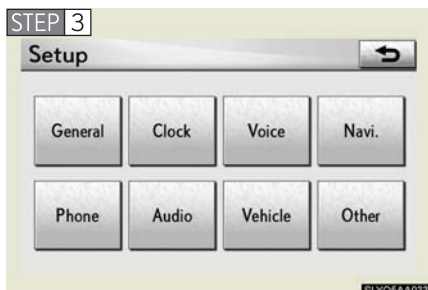 STEP 3
Setup
General Clock Voice Navi.
Phone Audio Vehicle Other